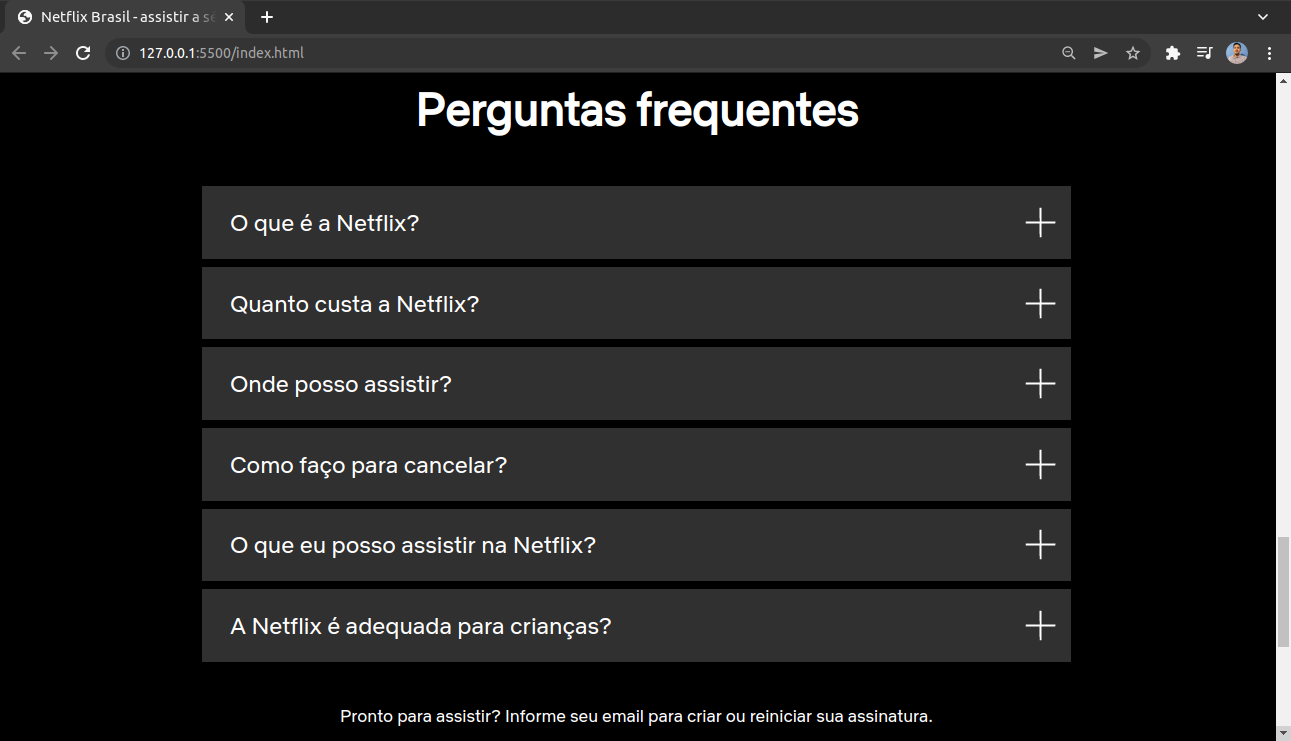 Netflix Brasil - assistir a sé
127.0.0.1:5500/index.html
Perguntas frequentes
O que é a Netflix?
Quanto custa a Netflix?
Onde posso assistir?
Como faço para cancelar?
O que eu posso assistir na Netflix?
A Netflix é adequada para crianças?
Pronto para assistir? Informe seu email para criar ou reiniciar sua assinatura.